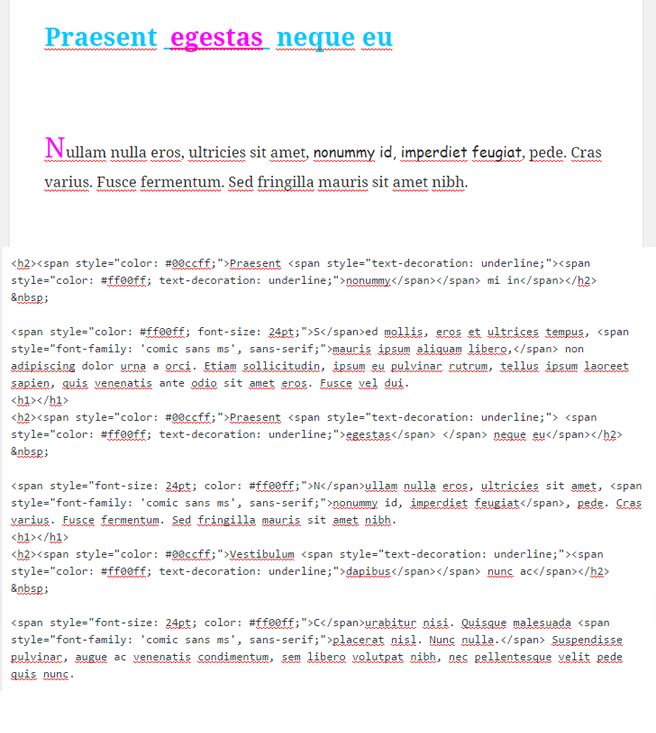 Praesent  egestas  neque eu
Nullam nulla eros, ultricies sit amet, nonummy id, imperdiet feugiat, pede. Cras
varius. Fusce fermentum. Sed fringilla mauris sit amet nibh.
<h2><span style="color: #00ccff;">Praesent <span style="text-decoration: underline;"><span
style="color: #ff00ff; text-decoration: underline;">nonummy</span></span> mi in</span></h2>
&nbsp;
<span style="color: #ff00ff; font-size: 24pt;">S</span>ed mollis, eros et ultrices tempus, <span
style="font-family: 'comic sans ms', sans-serif;">mauris ipsum aliquam libero,</span> non
adipiscing dolor urna a orci. Etiam sollicitudin, ipsum eu pulvinar rutrum, tellus ipsum laoreet
sapien, quis venenatis ante odio sit amet eros. Fusce vel dui.
<h1></h1>
<h2><span style="color: #00ccff;">Praesent <span style="text-decoration: underline;"> <span
style="color: #ff00ff; text-decoration: underline;">egestas</span> </span> neque eu</span></h2>
&nbsp;
<span style="font-size: 24pt; color: #ff00ff;">N</span>ullam nulla eros, ultricies sit amet, <span
style="font-family: 'comic sans ms', sans-serif;">nonummy id, imperdiet feugiat</span>, pede. Cras
varius. Fusce fermentum. Sed fringilla mauris sit amet nibh.
<h1></h1>
<h2><span style="color: #00ccff;">Vestibulum <span style="text-decoration: underline;"><span
style="color: #ff00ff; text-decoration: underline;">dapibus</span></span> nunc ac</span></h2>
&nbsp;
<span style="font-size: 24pt; color: #ff00ff;">C</span>urabitur nisi. Quisque malesuada <span
style="font-family: 'comic sans ms', sans-serif;">placerat nisl. Nunc nulla.</span> Suspendisse
pulvinar, augue ac venenatis condimentum, sem libero volutpat nibh, nec pellentesque velit pede
quis nunc.